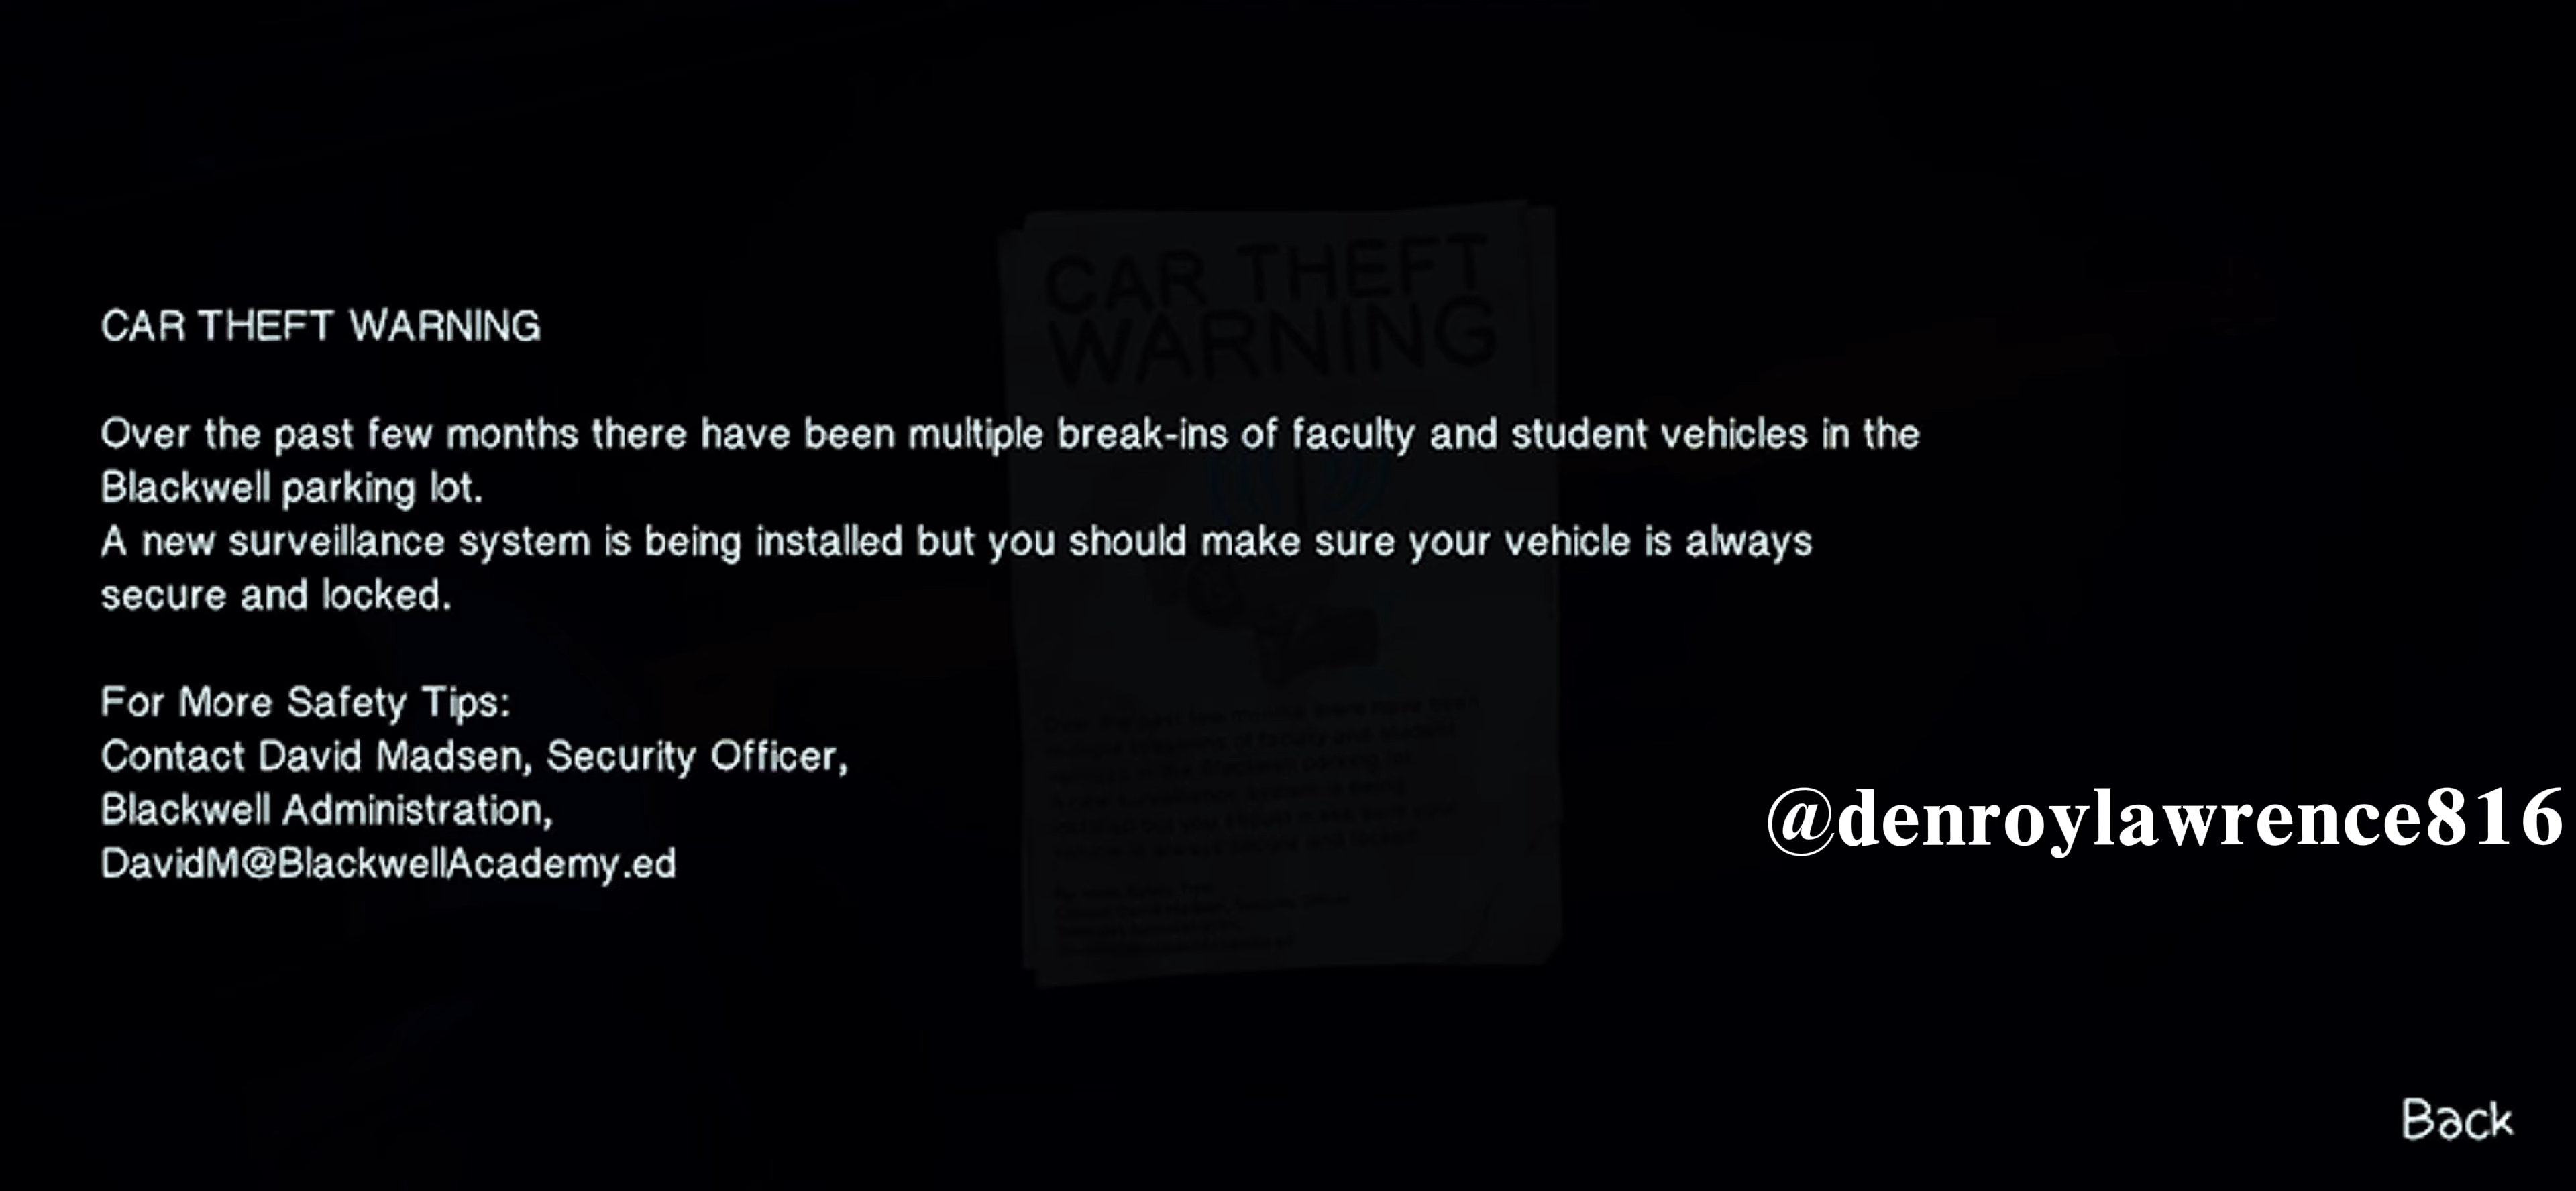 CAR THEFT WARNING
CAR THEFT
WARNING
Over the past few months there have been multiple break-ins of faculty and student vehicles in the
Blackwell parking lot.
A new surveillance system is being installed but you should make sure your vehicle is always
secure and locked.
For More Safety Tips:
Contact David Madsen, Security Officer,
Blackwell Administration,
DavidM@BlackwellAcademy.ed
@denroylawrence816
Back